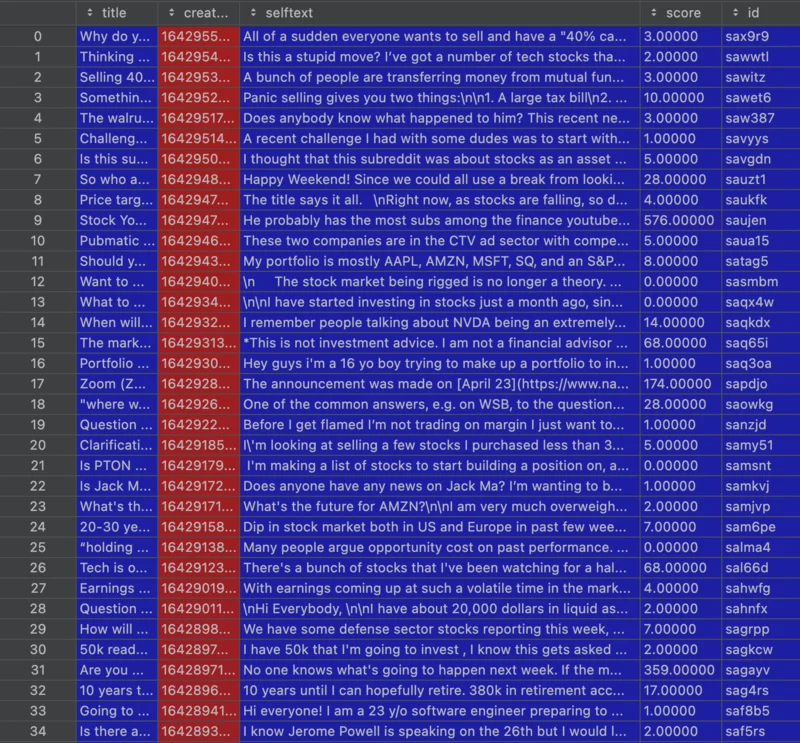 title creat... selftext score id
0 Why do y... 1642955... All of a sudden everyone wants to sell and have a "40% ca... 3.00000 sax9r9
1 Thinking ... 1642954... Is this a stupid move? I've got a number of tech stocks tha... 2.00000 sawwtl
2 Selling 40... 1642953... A bunch of people are transferring money from mutual fun... 3.00000 sawitz
3 Somethin... 1642952... Panic selling gives you two things:\n\n1. A large tax bill\n2. ... 10.00000 sawet6
4 The walru... 16429517... Does anybody know what happened to him? This recent ne... 3.00000 saw387
5 Challeng... 16429514... A recent challenge I had with some dudes was to start with... 1.00000 savyys
6 Is this su... 1642950... I thought that this subreddit was about stocks as an asset ... 5.00000 savgdn
7 So who a... 1642948... Happy Weekend! Since we could all use a break from looki... 28.00000 sauzt1
8 Price targ... 1642947... The title says it all. \nRight now, as stocks are falling, so d... 4.00000 saukfk
9 Stock Yo... 1642947... He probably has the most subs among the finance youtube... 576.00000 saujen
10 Pubmatic ... 1642946... These two companies are in the CTV ad sector with compe... 5.00000 saua15
11 Should y... 1642943... My portfolio is mostly AAPL, AMZN, MSFT, SQ, and an S&P... 8.00000 satag5
12 Want to ... 1642940... \n The stock market being rigged is no longer a theory. ... 0.00000 sasmbm
13 What to ... 1642934... \n\nI have started investing in stocks just a month ago, sin... 0.00000 saqx4w
14 When will... 1642932... I remember people talking about NVDA being an extremely... 14.00000 saqkdx
15 The mark... 16429313... *This is not investment advice. I am not a financial advisor ... 68.00000 saq65i
16 Portfolio ... 1642930... Hey guys i'm a 16 yo boy trying to make up a portfolio to in... 1.00000 saq3oa
17 Zoom (Z... 1642928... The announcement was made on [April 23](https://www.na... 174.00000 sapdjo
18 "where w... 1642926... One of the common answers, e.g. on WSB, to the question... 28.00000 saowkg
19 Question ... 1642922... Before I get flamed I'm not trading on margin I just want to... 1.00000 sanzjd
20 Clarificati... 16429185... I\'m looking at selling a few stocks I purchased less than 3... 5.00000 samy51
21 Is PTON ... 16429179... I'm making a list of stocks to start building a position on, a... 0.00000 samsnt
22 Is Jack M... 16429172... Does anyone have any news on Jack Ma? I'm wanting to b... 1.00000 samkvj
23 What's th... 16429171... What's the future for AMZN?\n\nI am very much overweigh... 2.00000 samjvp
24 20-30 ye... 16429158... Dip in stock market both in US and Europe in past few wee... 7.00000 sam6pe
25 “holding ... 16429138... Many people argue opportunity cost on past performance. ... 0.00000 salma4
26 Tech is o... 16429123... There's a bunch of stocks that I've been watching for a hal... 68.00000 sal66d
27 Earnings ... 16429019... With earnings coming up at such a volatile time in the mark... 4.00000 sahwfg
28 Question ... 16429011... \nHi Everybody, \n\nI have about 20,000 dollars in liquid as... 2.00000 sahnfx
29 How will ... 1642898... We have some defense sector stocks reporting this week, ... 7.00000 sagrpp
30 50k read... 1642897... I have 50k that I'm going to invest , I know this gets asked ... 2.00000 sagkcw
31 Are you ... 16428971... No one knows what's going to happen next week. If the m... 359.00000 sagayv
32 10 years t... 1642896... 10 years until I can hopefully retire. 380k in retirement acc... 17.00000 sag4rs
33 Going to ... 16428941... Hi everyone! I am a 23 y/o software engineer preparing to ... 1.00000 saf8b5
34 Is there a... 1642893... I know Jerome Powell is speaking on the 26th but I would l... 2.00000 saf5rs